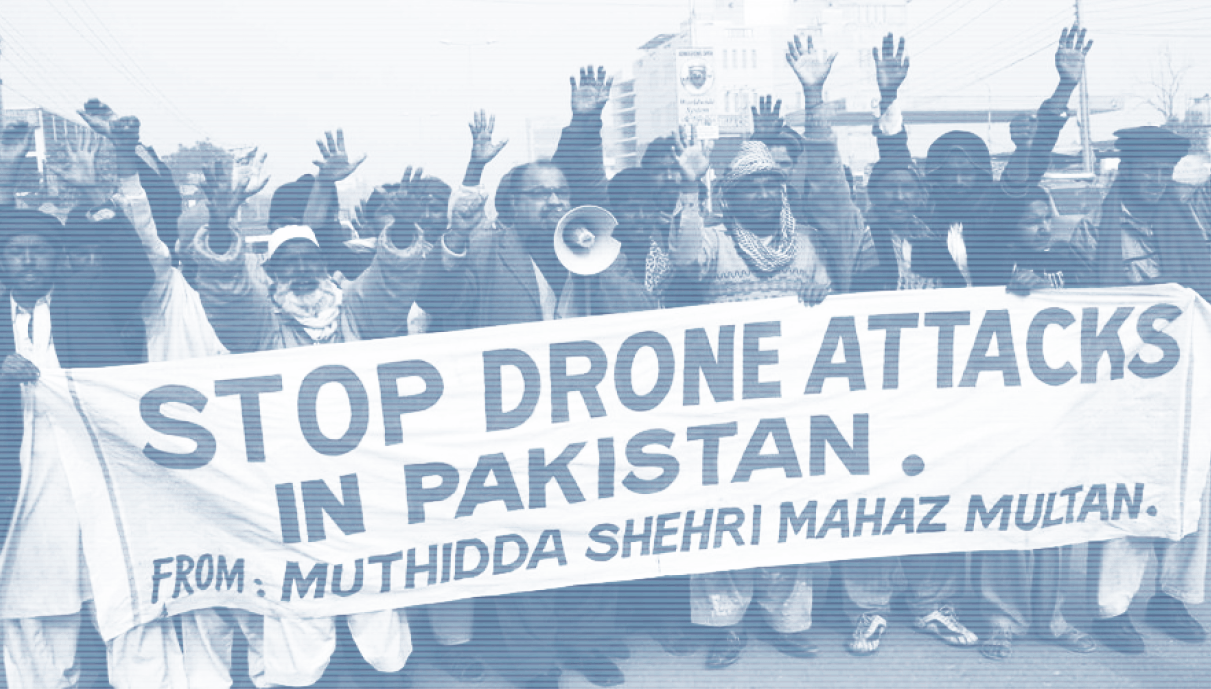 STOP DRONE ATTACKS
IN PAKISTAN.
FROM: MUTHIDDA SHEHRI MAHAZ MULTAN.